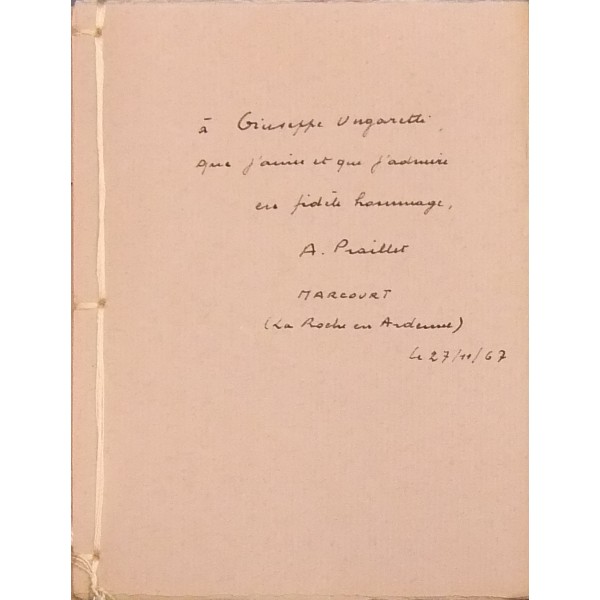 à Giuseppe Ungaretti,
que j'aime et que j'admire
en fidèle hommage,
A. Praillet
MARCOURT
(La Roche en Ardenne)
le 27/11/67